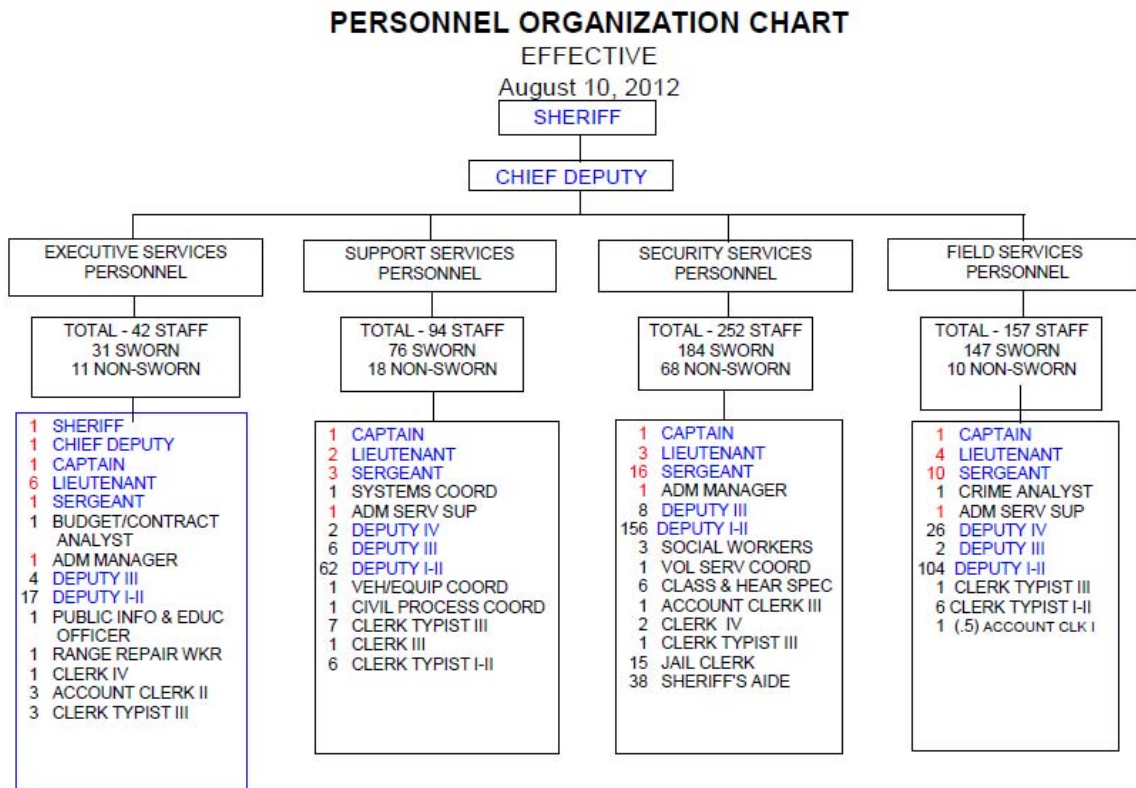 PERSONNEL ORGANIZATION CHART
EFFECTIVE
August 10, 2012
SHERIFF
CHIEF DEPUTY
EXECUTIVE SERVICES
PERSONNEL
TOTAL - 42 STAFF
31 SWORN
11 NON-SWORN
1 SHERIFF
1 CHIEF DEPUTY
1 CAPTAIN
6 LIEUTENANT
1 SERGEANT
1 BUDGET/CONTRACT
ANALYST
1 ADM MANAGER
4 DEPUTY III
17 DEPUTY I-II
1 PUBLIC INFO & EDUC
OFFICER
1 RANGE REPAIR WKR
1 CLERK IV
3 ACCOUNT CLERK II
3 CLERK TYPIST III
SUPPORT SERVICES
PERSONNEL
TOTAL - 94 STAFF
76 SWORN
18 NON-SWORN
1 CAPTAIN
2 LIEUTENANT
3 SERGEANT
1 SYSTEMS COORD
1 ADM SERV SUP
2 DEPUTY IV
6 DEPUTY III
62 DEPUTY I-II
1 VEH/EQUIP COORD
1 CIVIL PROCESS COORD
7 CLERK TYPIST III
1 CLERK III
6 CLERK TYPIST I-II
SECURITY SERVICES
PERSONNEL
TOTAL - 252 STAFF
184 SWORN
68 NON-SWORN
1 CAPTAIN
3 LIEUTENANT
16 SERGEANT
1 ADM MANAGER
8 DEPUTY III
156 DEPUTY I-II
3 SOCIAL WORKERS
1 VOL SERV COORD
6 CLASS & HEAR SPEC
1 ACCOUNT CLERK III
2 CLERK IV
1 CLERK TYPIST III
15 JAIL CLERK
38 SHERIFF'S AIDE
FIELD SERVICES
PERSONNEL
TOTAL - 157 STAFF
147 SWORN
10 NON-SWORN
1 CAPTAIN
4 LIEUTENANT
10 SERGEANT
1 CRIME ANALYST
1 ADM SERV SUP
26 DEPUTY IV
2 DEPUTY III
104 DEPUTY I-II
1 CLERK TYPIST III
6 CLERK TYPIST I-II
1 (.5) ACCOUNT CLK I